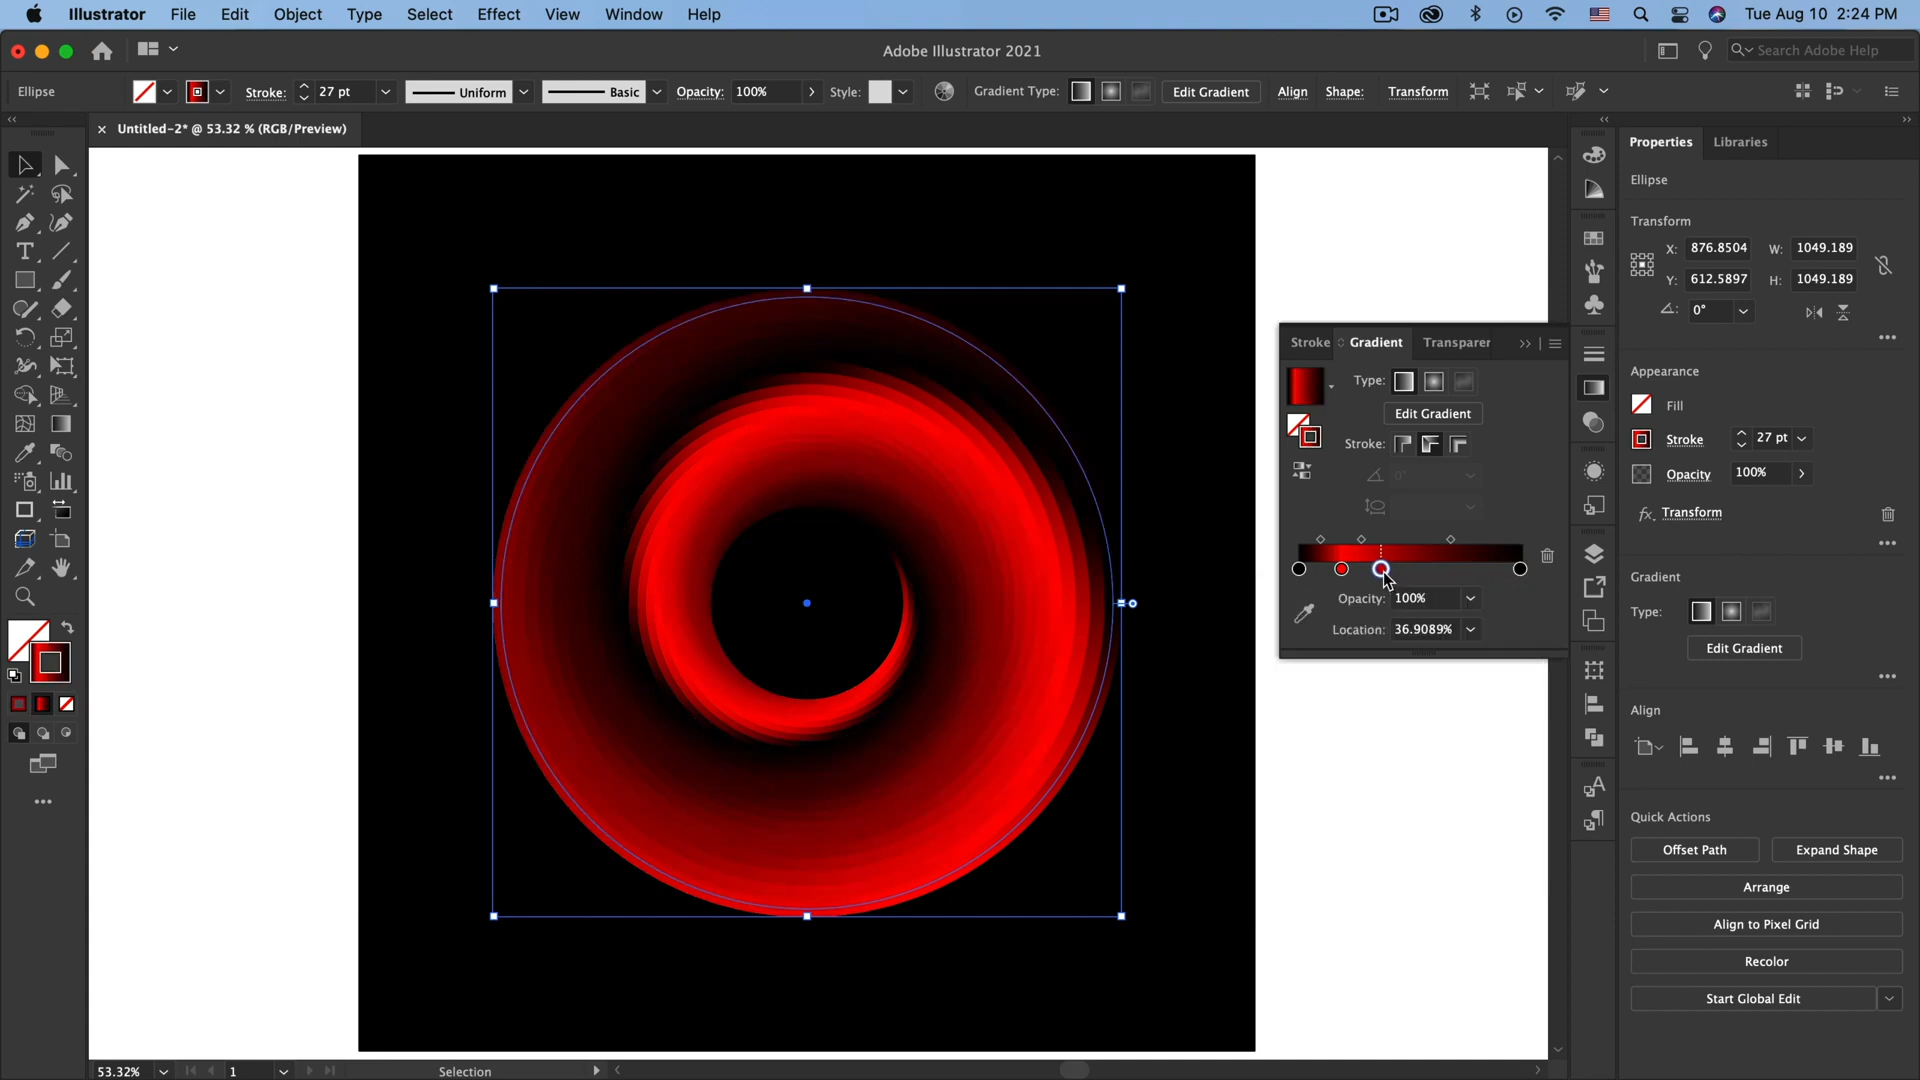 Illustrator File Edit Object Type Select Effect View Window Help Tue Aug 10 2:24 PM
Adobe Illustrator 2021 Search Adobe Help
Ellipse Stroke: 27 pt Uniform Basic Opacity: 100% Style: Gradient Type: Edit Gradient Align Shape: Transform
Untitled-2* @ 53.32 % (RGB/Preview)
Properties Libraries
Ellipse
Transform
X: 876.8504 W: 1049.189
Y: 612.5897 H: 1049.189
0°
Stroke Gradient Transparer
Type:
Edit Gradient
Stroke:
0°
Opacity: 100%
Location: 36.9089%
Appearance
Fill
Stroke 27 pt
Opacity 100%
fx. Transform
Gradient
Type:
Edit Gradient
Align
Quick Actions
Offset Path Expand Shape
Arrange
Align to Pixel Grid
Recolor
Start Global Edit
53.32% 1 Selection